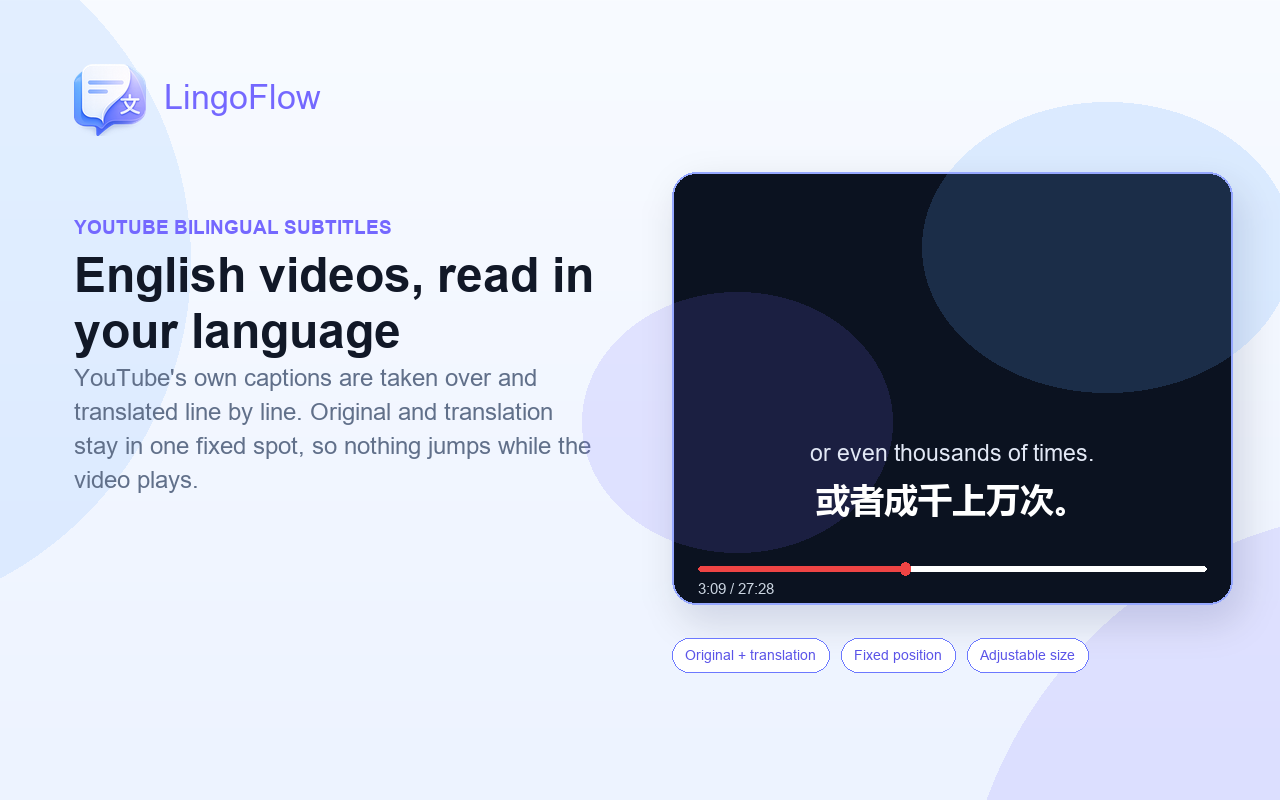 文
LingoFlow
YOUTUBE BILINGUAL SUBTITLES
English videos, read in
your language
YouTube's own captions are taken over and
translated line by line. Original and translation
stay in one fixed spot, so nothing jumps while the
video plays.
or even thousands of times.
或者成千上万次。
3:09 / 27:28
Original + translation
Fixed position
Adjustable size